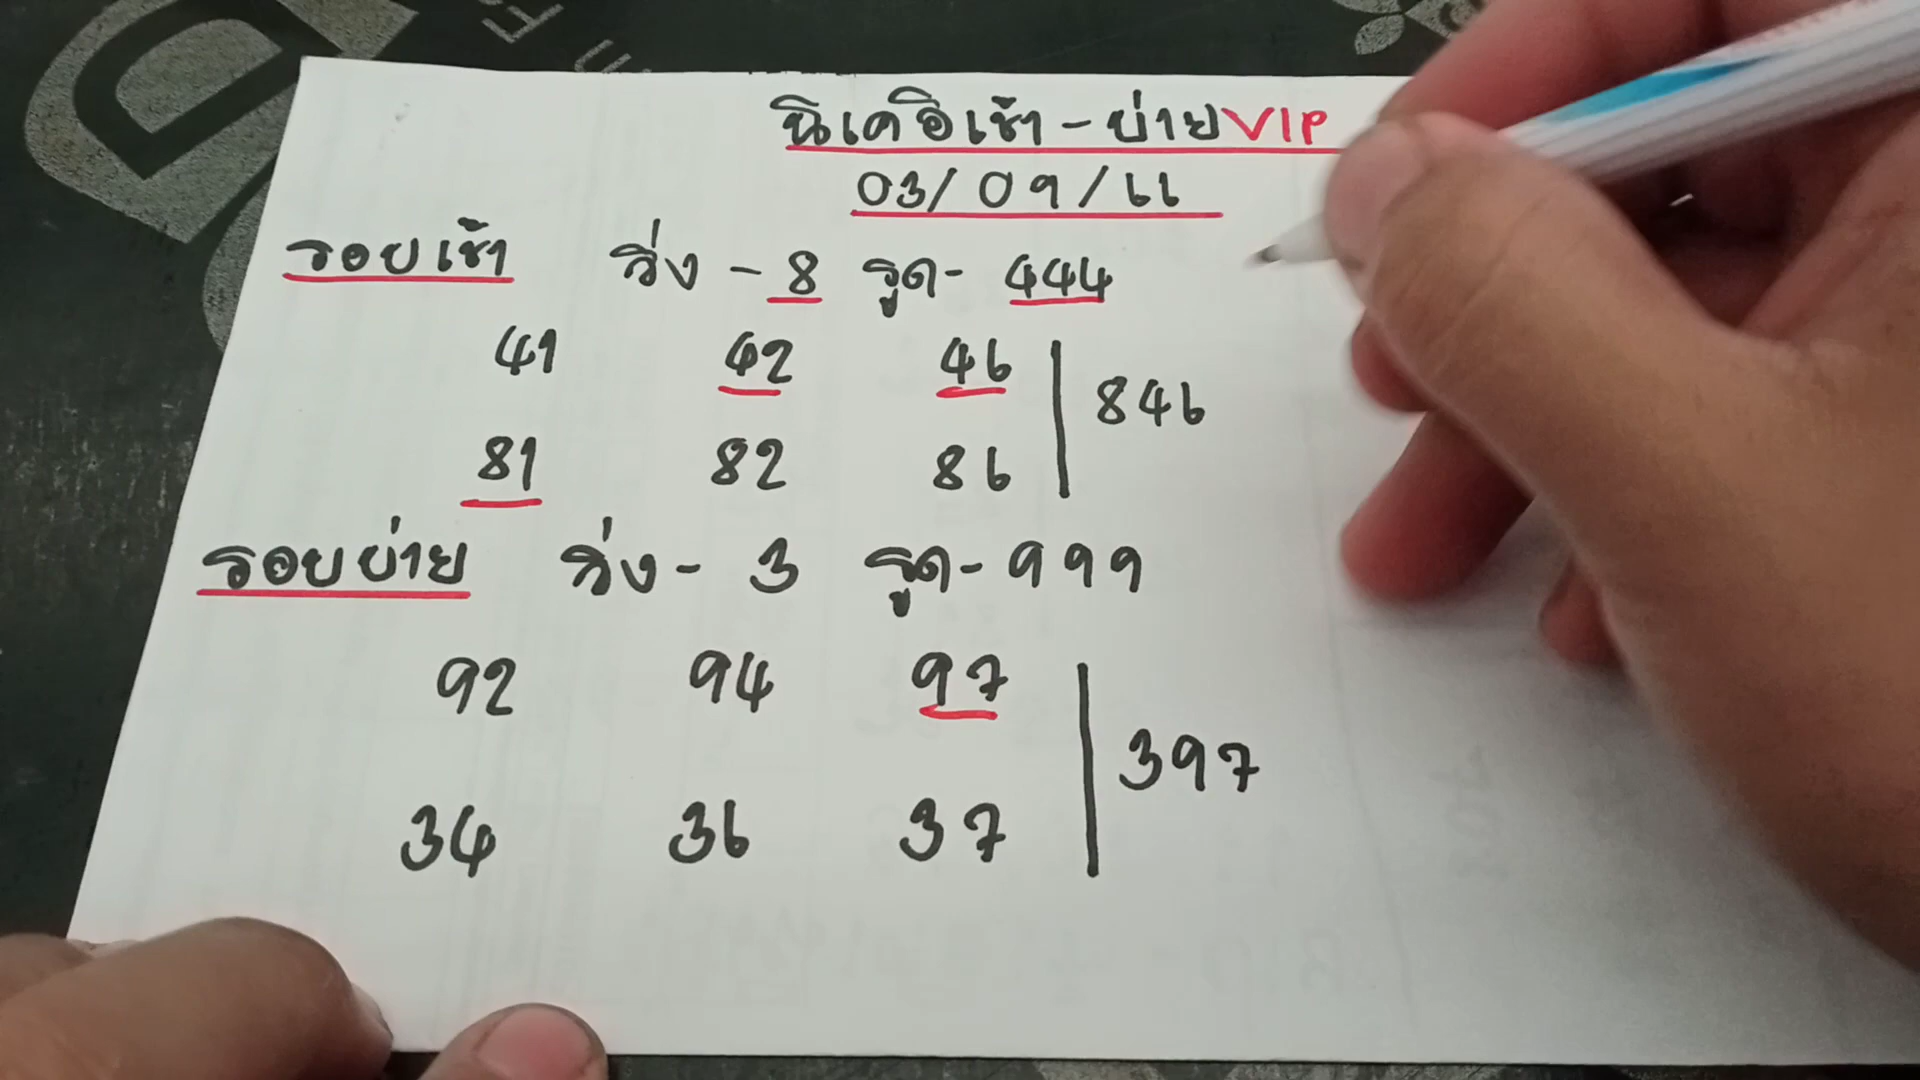 นิเคอิเช้า-บ่ายVIP
03/09/66
รอบเช้า วิ่ง-8 รูด-444
41 42 46
846
81 82 86
รอบบ่าย วิ่ง-3 รูด-999
92 94 97
397
34 36 37